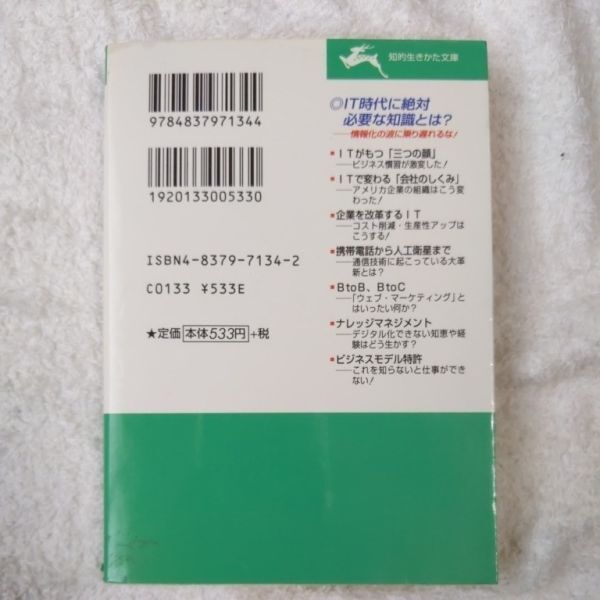 知的生きかた文庫
◎IT時代に絶対
必要な知識とは?
──情報化の波に乗り遅れるな!
■ITがもつ「三つの顔」
──ビジネス慣習が激変した!
■ITで変わる「会社のしくみ」
──アメリカ企業の組織はこう変
わった!
■企業を改革するIT
──コスト削減・生産性アップは
こうする!
■携帯電話から人工衛星まで
──通信技術に起こっている大革
新とは?
■BtoB、BtoC
──「ウェブ・マーケティング」と
はいったい何か?
■ナレッジマネジメント
──デジタル化できない知恵や経
験はどう生かす?
■ビジネスモデル特許
──これを知らないと仕事ができ
ない!
9784837971344
1920133005330
ISBN4-8379-7134-2
C0133 ¥533E
★定価 本体533円+税